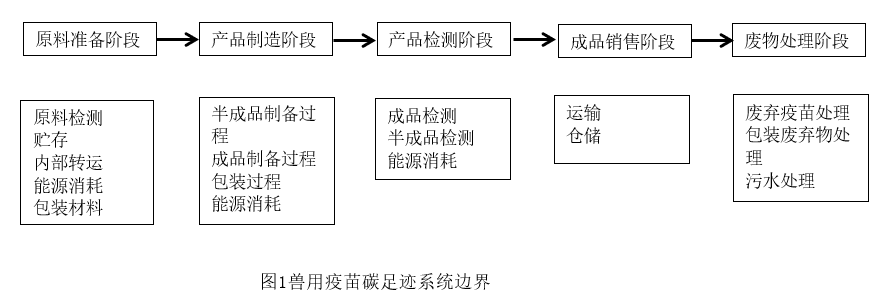 原料准备阶段
产品制造阶段
产品检测阶段
成品销售阶段
废物处理阶段
原料检测
贮存
内部转运
能源消耗
包装材料
半成品制备过
程
成品制备过程
包装过程
能源消耗
成品检测
半成品检测
能源消耗
运输
仓储
废弃疫苗处理
包装废弃物处
理
污水处理
图1兽用疫苗碳足迹系统边界